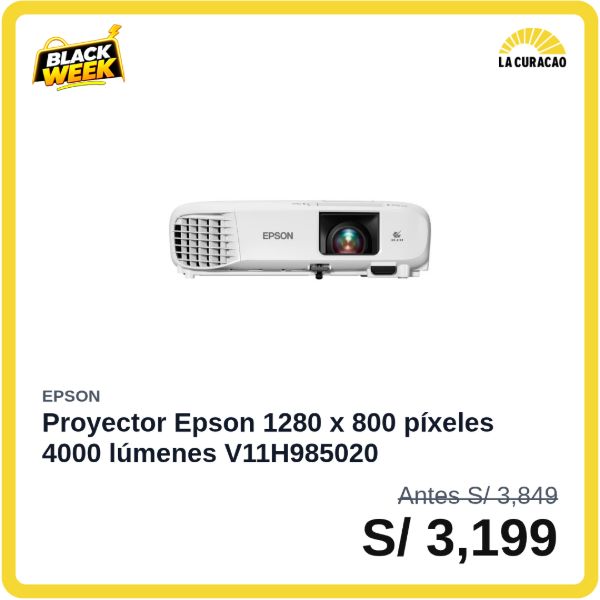 BLACK
WEEK
LA CURACAO
EPSON
EPSON
Proyector Epson 1280 x 800 píxeles
4000 lúmenes V11H985020
Antes S/ 3,849
S/ 3,199